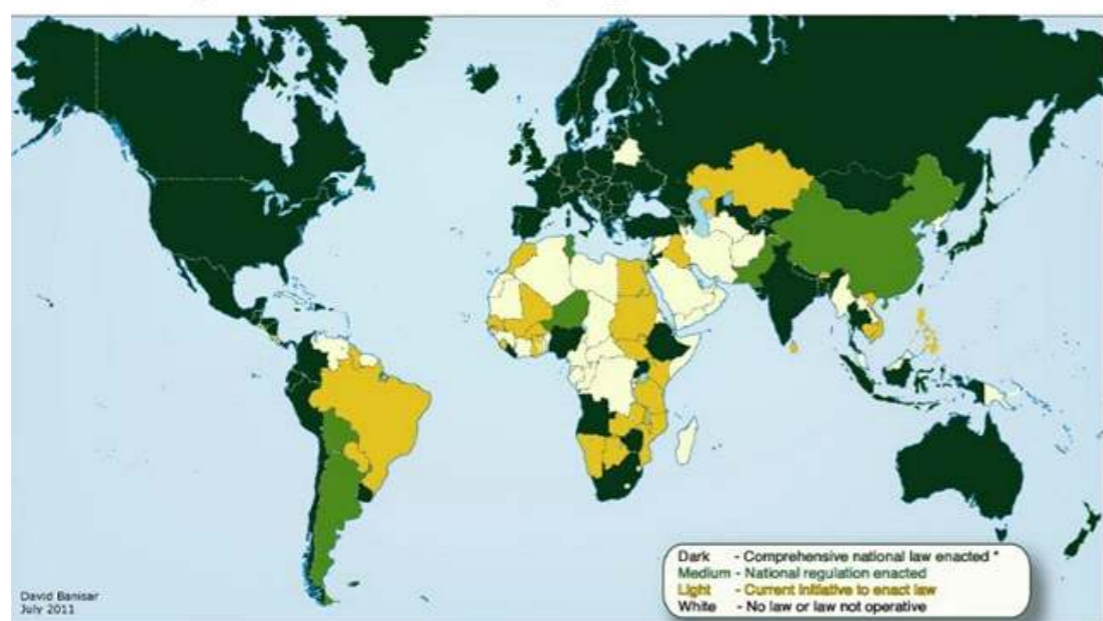 David Banisar
July 2011
Dark - Comprehensive national law enacted *
Medium - National regulation enacted
Light - Current initiative to enact law
White - No law or law not operative